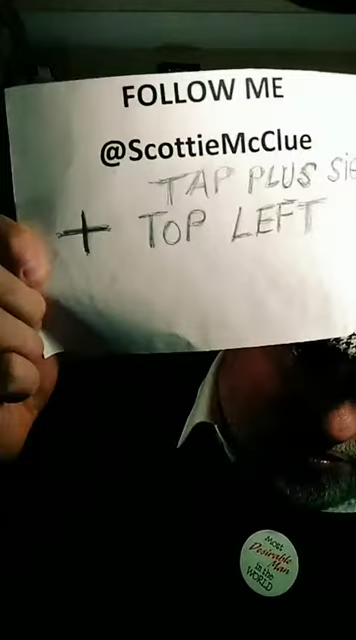 FOLLOW ME
@ScottieMcClue
TAP PLUS
+ TOP LEFT
Most
Desirable
Man
in the
WORLD